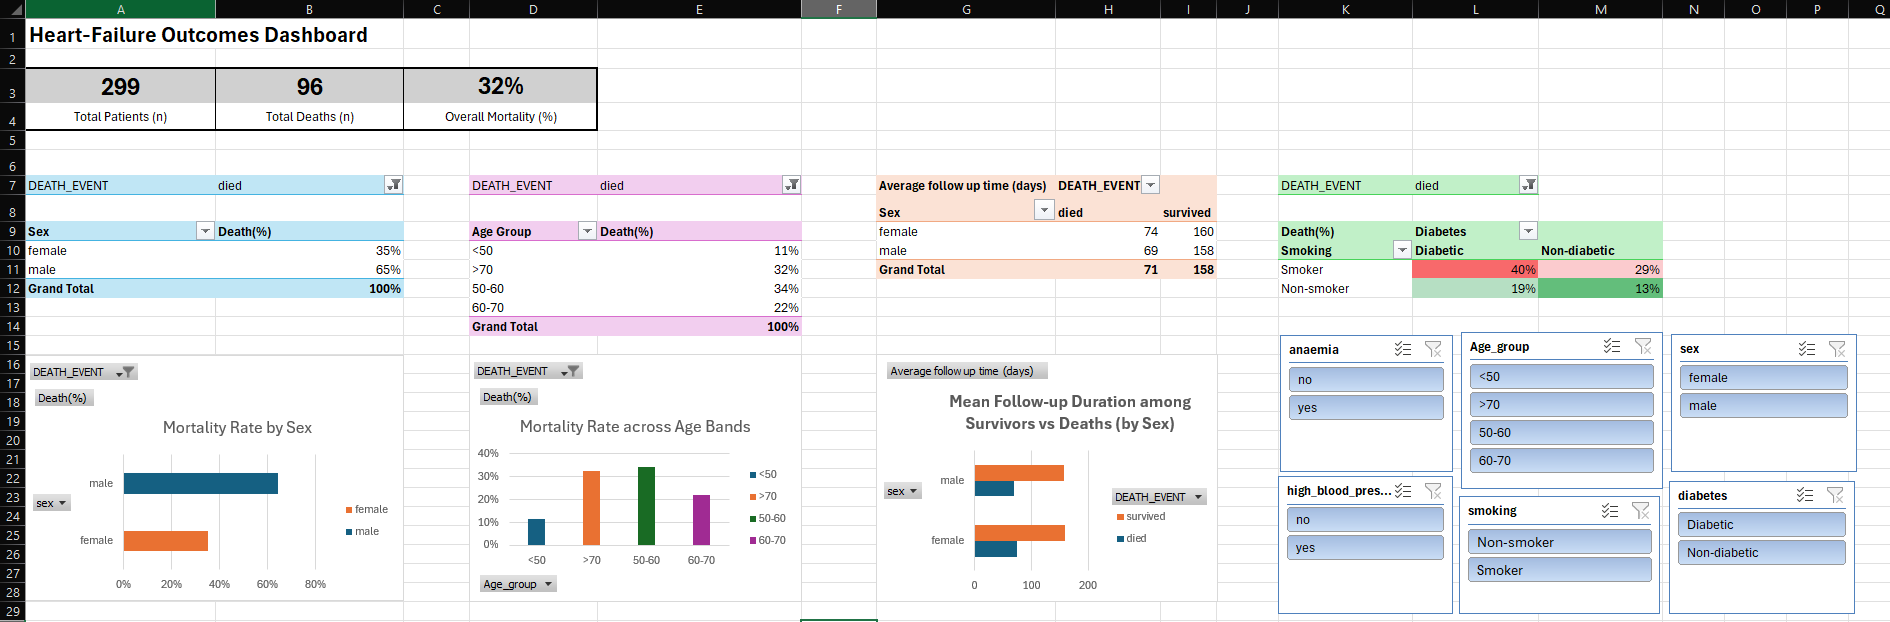 A B C D E F G H I J K L M N O P Q
1 Heart-Failure Outcomes Dashboard
2
3 299 96 32%
4 Total Patients (n) Total Deaths (n) Overall Mortality (%)
5
6
7 DEATH_EVENT died DEATH_EVENT died Average follow up time (days) DEATH_EVENT DEATH_EVENT died
8 Sex died survived
9 Sex Death(%) Age Group Death(%) female 74 160 Death(%) Diabetes
10 female 35% <50 11% male 69 158 Smoking Diabetic Non-diabetic
11 male 65% >70 32% Grand Total 71 158 Smoker 40% 29%
12 Grand Total 100% 50-60 34% Non-smoker 19% 13%
13 60-70 22%
14 Grand Total 100%
15
16
17
18
19
20
21
22
23
24
25
26
27
28
29
DEATH_EVENT
Death(%)
Mortality Rate by Sex
male
sex
female
female
male
0% 20% 40% 60% 80%
DEATH_EVENT
Death(%)
Mortality Rate across Age Bands
40%
30%
20%
10%
0%
<50 >70 50-60 60-70
<50
>70
50-60
60-70
Age_group
Average follow up time (days)
Mean Follow-up Duration among
Survivors vs Deaths (by Sex)
male
sex
female
DEATH_EVENT
survived
died
0 100 200
anaemia
no
yes
Age_group
<50
>70
50-60
60-70
sex
female
male
high_blood_pres...
no
yes
smoking
Non-smoker
Smoker
diabetes
Diabetic
Non-diabetic